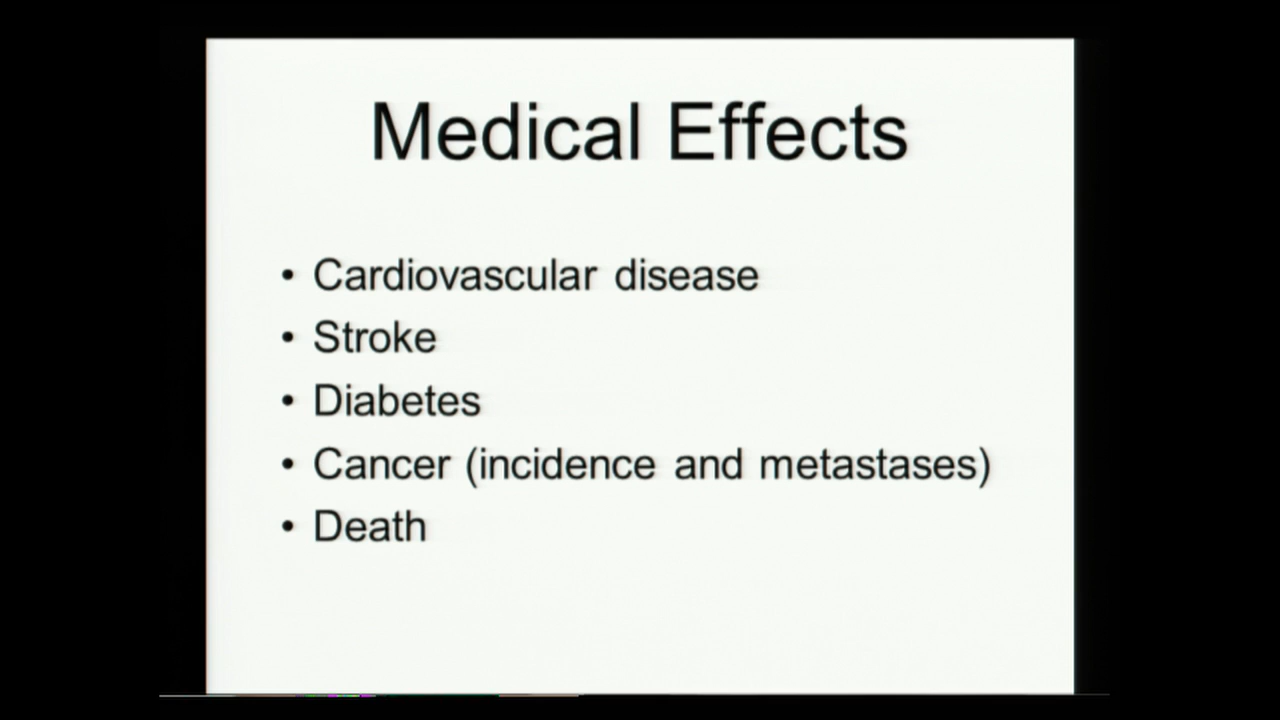 Medical Effects
• Cardiovascular disease
• Stroke
• Diabetes
• Cancer (incidence and metastases)
• Death